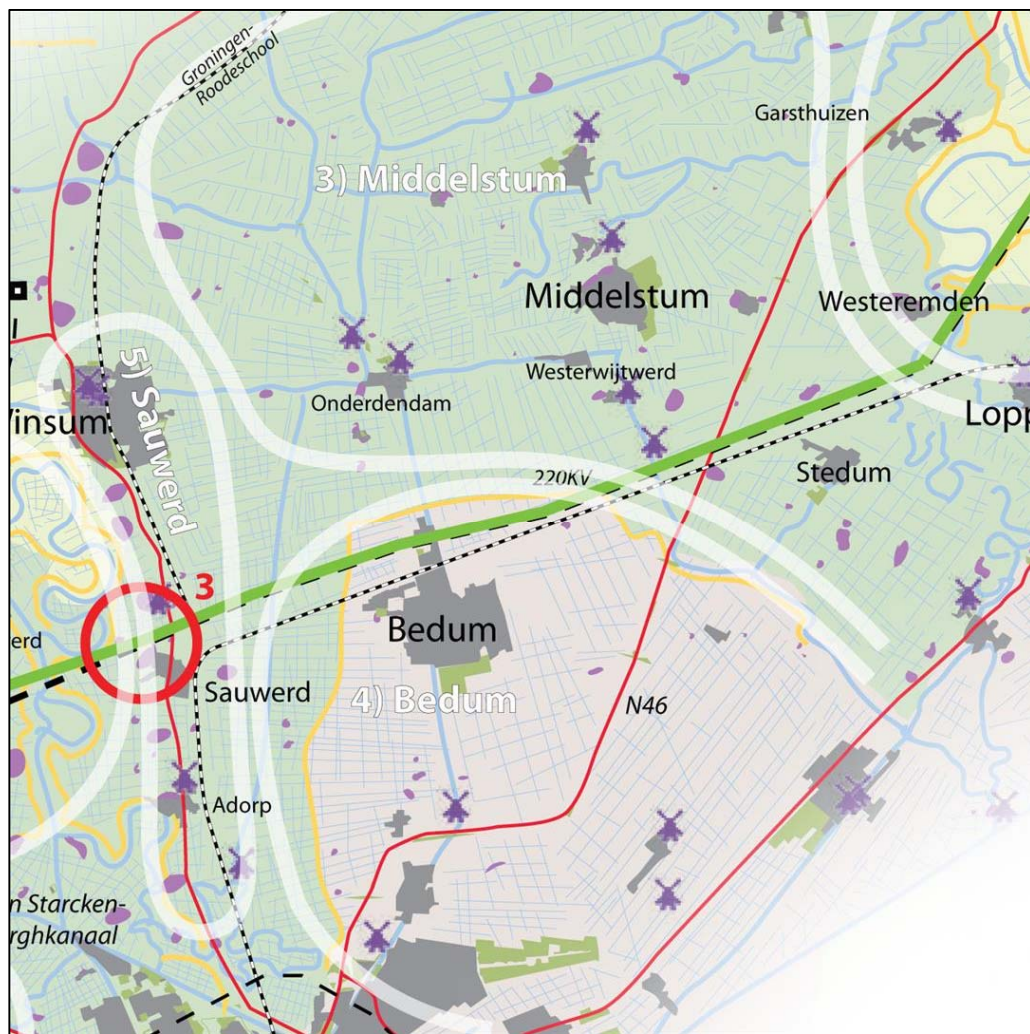 Groningen-
Roodeschool
Garsthuizen
3) Middelstum
Middelstum
Westeremden
5) Sauwerd
Winsum
Onderdendam
Westerwijtwerd
Lopp
Stedum
220KV
3
Bedum
erd
Sauwerd
4) Bedum
N46
Adorp
n Starcken-
rghkanaal